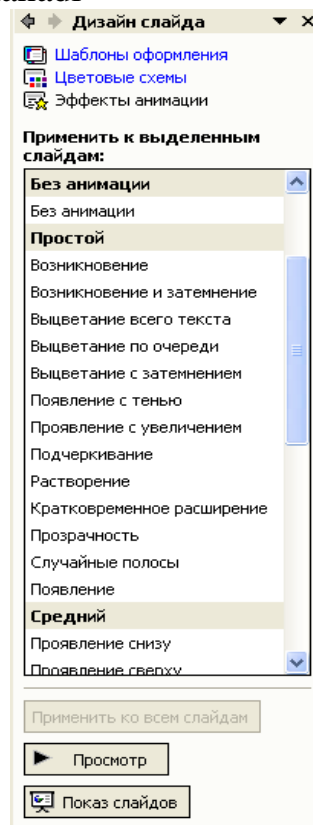 Дизайн слайда
Шаблоны оформления
Цветовые схемы
Эффекты анимации
Применить к выделенным
слайдам:
Без анимации
Без анимации
Простой
Возникновение
Возникновение и затемнение
Выцветание всего текста
Выцветание по очереди
Выцветание с затемнением
Появление с тенью
Проявление с увеличением
Подчеркивание
Растворение
Кратковременное расширение
Прозрачность
Случайные полосы
Появление
Средний
Проявление снизу
Проявление сверху
Применить ко всем слайдам
Просмотр
Показ слайдов